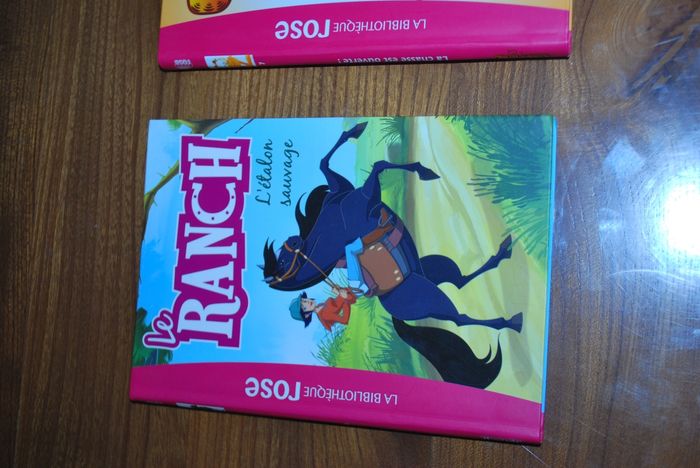 LA BIBLIOTHÈQUE rose
La chasse est ouverte !
Le
RANCH
L'étalon
sauvage
LA BIBLIOTHÈQUE rose